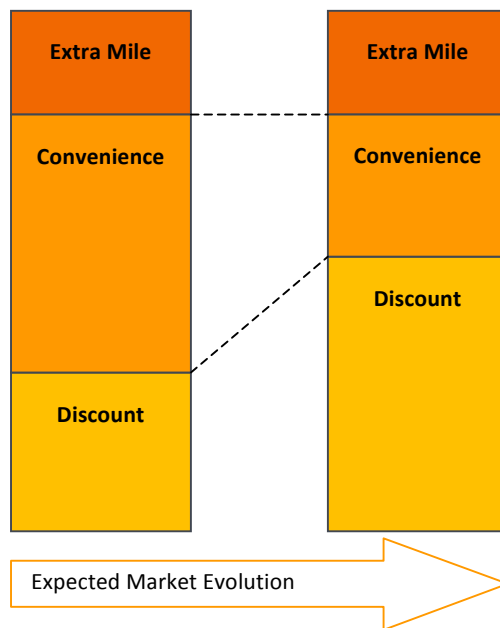 Extra Mile
Convenience
Discount
Extra Mile
Convenience
Discount
Expected Market Evolution